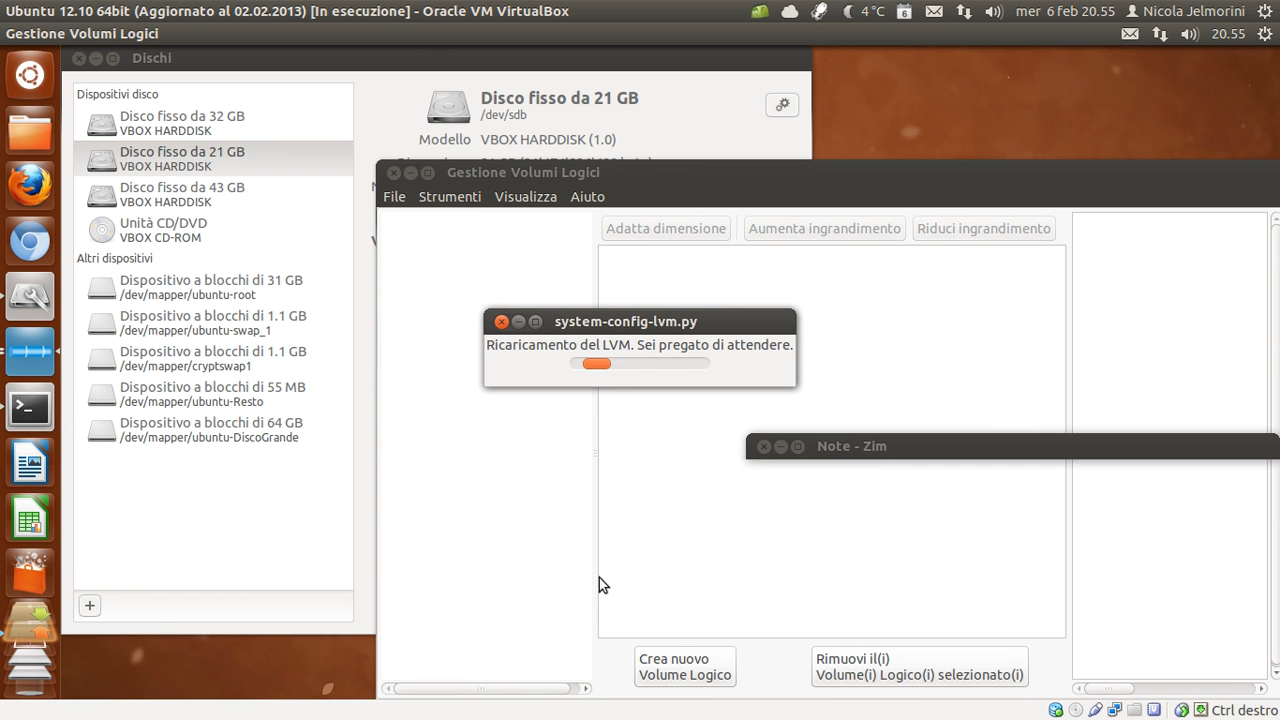 Ubuntu 12.10 64bit (Aggiornato al 02.02.2013) [In esecuzione] - Oracle VM VirtualBox
4 °C
6
mer 6 feb 20.55
Nicola Jelmorini
Gestione Volumi Logici
20.55
Dischi
Dispositivi disco
Disco fisso da 32 GB
VBOX HARDDISK
Disco fisso da 21 GB
VBOX HARDDISK
Disco fisso da 43 GB
VBOX HARDDISK
Unità CD/DVD
VBOX CD-ROM
Altri dispositivi
Dispositivo a blocchi di 31 GB
/dev/mapper/ubuntu-root
Dispositivo a blocchi di 1.1 GB
/dev/mapper/ubuntu-swap_1
Dispositivo a blocchi di 1.1 GB
/dev/mapper/cryptswap1
Dispositivo a blocchi di 55 MB
/dev/mapper/ubuntu-Resto
Dispositivo a blocchi di 64 GB
/dev/mapper/ubuntu-DiscoGrande
Disco fisso da 21 GB
/dev/sdb
Modello VBOX HARDDISK (1.0)
Gestione Volumi Logici
File Strumenti Visualizza Aiuto
Adatta dimensione Aumenta ingrandimento Riduci ingrandimento
system-config-lvm.py
Ricaricamento del LVM. Sei pregato di attendere.
Note - Zim
Crea nuovo
Volume Logico
Rimuovi il(i)
Volume(i) Logico(i) selezionato(i)
Ctrl destro